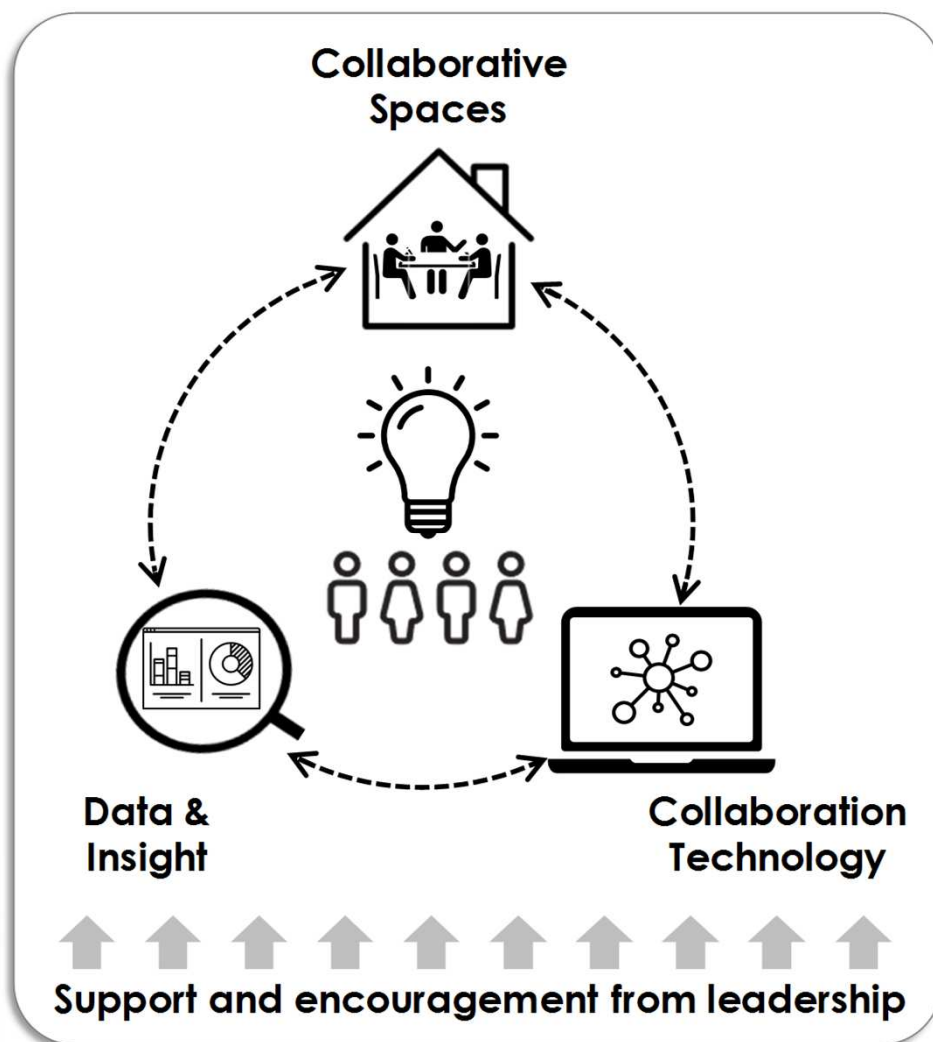 Collaborative
Spaces
Data &
Insight
Collaboration
Technology
Support and encouragement from leadership